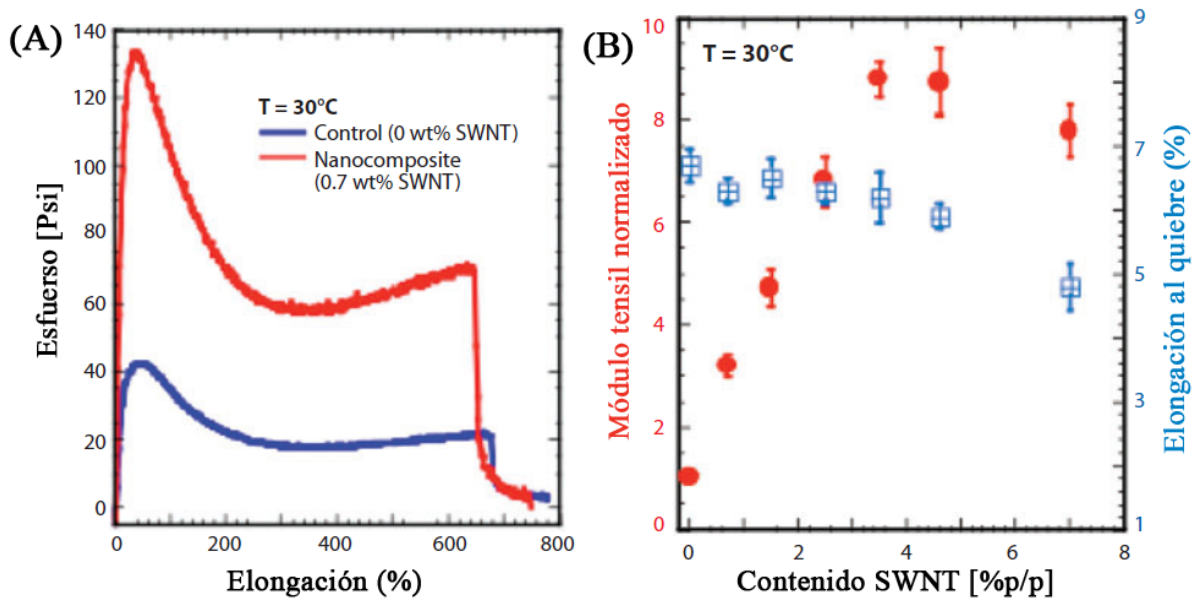 (A)
140
120
100
80
60
40
20
0
Esfuerso [Psi]
T = 30°C
Control (0 wt% SWNT)
Nanocomposite
(0.7 wt% SWNT)
0 200 400 600 800
Elongación (%)
(B)
T = 30°C
10
8
6
4
2
0
Módulo tensil normalizado
9
7
5
3
1
Elongación al quiebre (%)
0 2 4 6 8
Contenido SWNT [%p/p]